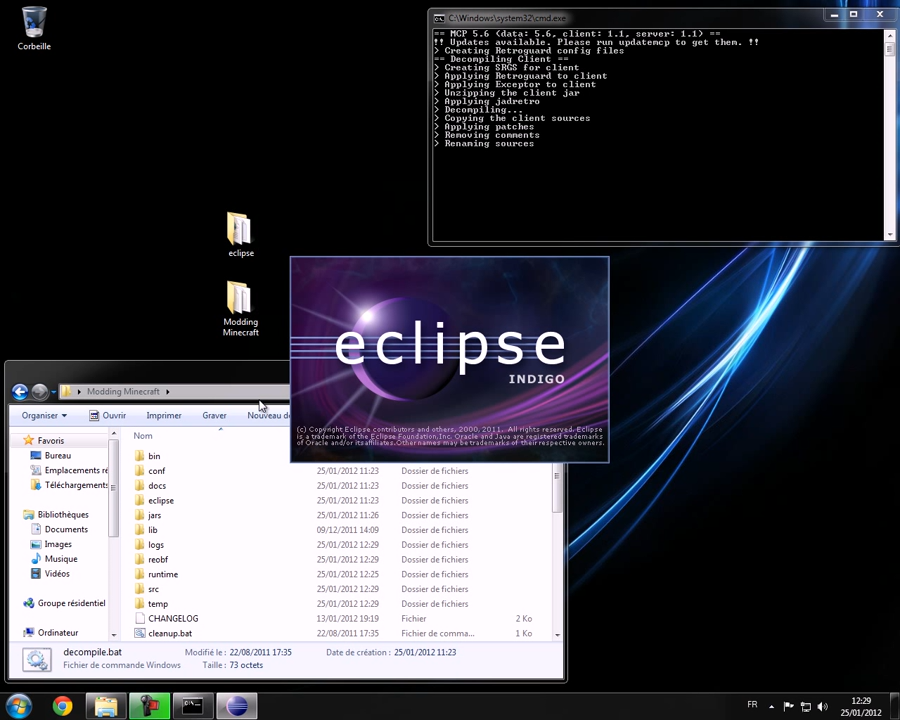 Corbeille
C:\Windows\system32\cmd.exe
== MCP 5.6 (data: 5.6, client: 1.1, server: 1.1) ==
!! Updates available. Please run updatemcp to get them. !!
> Creating Retroguard config files
== Decompiling Client ==
> Creating SRGS for client
> Applying Retroguard to client
> Applying Exceptor to client
> Unzipping the client jar
> Applying jadretro
> Decompiling...
> Copying the client sources
> Applying patches
> Removing comments
> Renaming sources
eclipse
Modding
Minecraft
eclipse
INDIGO
(c) Copyright Eclipse contributors and others, 2000, 2011. All rights reserved. Eclipse
is a trademark of the Eclipse Foundation,Inc. Oracle and Java are registered trademarks
of Oracle and/or itsaffiliates.Other names may be trademarks of their respective owners.
Modding Minecraft
Organiser Ouvrir Imprimer Graver Nouveau do
Nom
Favoris
Bureau
Emplacements ré
Téléchargements
Bibliothèques
Documents
Images
Musique
Vidéos
Groupe résidentiel
Ordinateur
bin
conf 25/01/2012 11:23 Dossier de fichiers
docs 25/01/2012 11:23 Dossier de fichiers
eclipse 25/01/2012 11:23 Dossier de fichiers
jars 25/01/2012 11:26 Dossier de fichiers
lib 09/12/2011 14:09 Dossier de fichiers
logs 25/01/2012 12:29 Dossier de fichiers
reobf 25/01/2012 12:29 Dossier de fichiers
runtime 25/01/2012 12:25 Dossier de fichiers
src 25/01/2012 12:29 Dossier de fichiers
temp 25/01/2012 12:29 Dossier de fichiers
CHANGELOG 13/01/2012 19:19 Fichier 2 Ko
cleanup.bat 22/08/2011 17:35 Fichier de comma... 1 Ko
decompile.bat Modifié le : 22/08/2011 17:35 Date de création : 25/01/2012 11:23
Fichier de commande Windows Taille : 73 octets
FR
12:29
25/01/2012